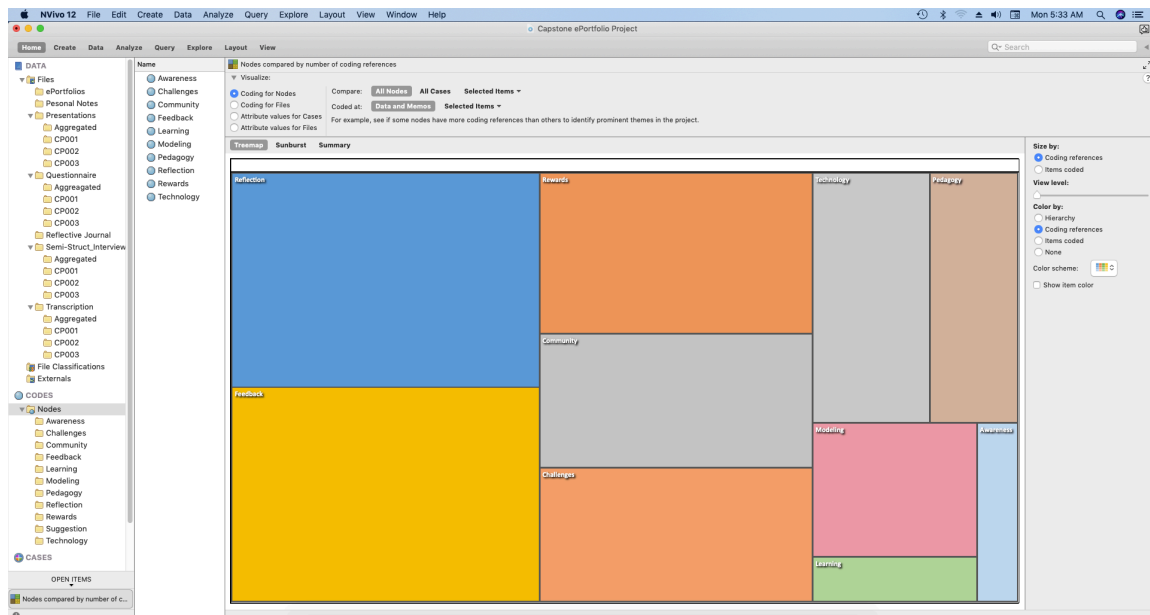 NVivo 12 File Edit Create Data Analyze Query Explore Layout View Window Help Mon 5:33 AM
Capstone ePortfolio Project
Home Create Data Analyze Query Explore Layout View Search
DATA
Files
ePortfolios
Pesonal Notes
Presentations
Aggregated
CP001
CP002
CP003
Questionnaire
Aggreagated
CP001
CP002
CP003
Reflective Journal
Semi-Struct_Interview
Aggregated
CP001
CP002
CP003
Transcription
Aggregated
CP001
CP002
CP003
File Classifications
Externals
CODES
Nodes
Awareness
Challenges
Community
Feedback
Learning
Modeling
Pedagogy
Reflection
Rewards
Suggestion
Technology
CASES
OPEN ITEMS
Nodes compared by number of c...
Name
Awareness
Challenges
Community
Feedback
Learning
Modeling
Pedagogy
Reflection
Rewards
Technology
Nodes compared by number of coding references
Visualize:
Coding for Nodes
Coding for Files
Attribute values for Cases
Attribute values for Files
Compare: All Nodes All Cases Selected Items
Coded at: Data and Memos Selected Items
For example, see if some nodes have more coding references than others to identify prominent themes in the project.
?
Treemap Sunburst Summary
Reflection
Rewards
Technology
Pedagogy
Community
Feedback
Modeling
Awareness
Challenges
Learning
Size by:
Coding references
Items coded
View level:
Color by:
Hierarchy
Coding references
Items coded
None
Color scheme:
Show item color